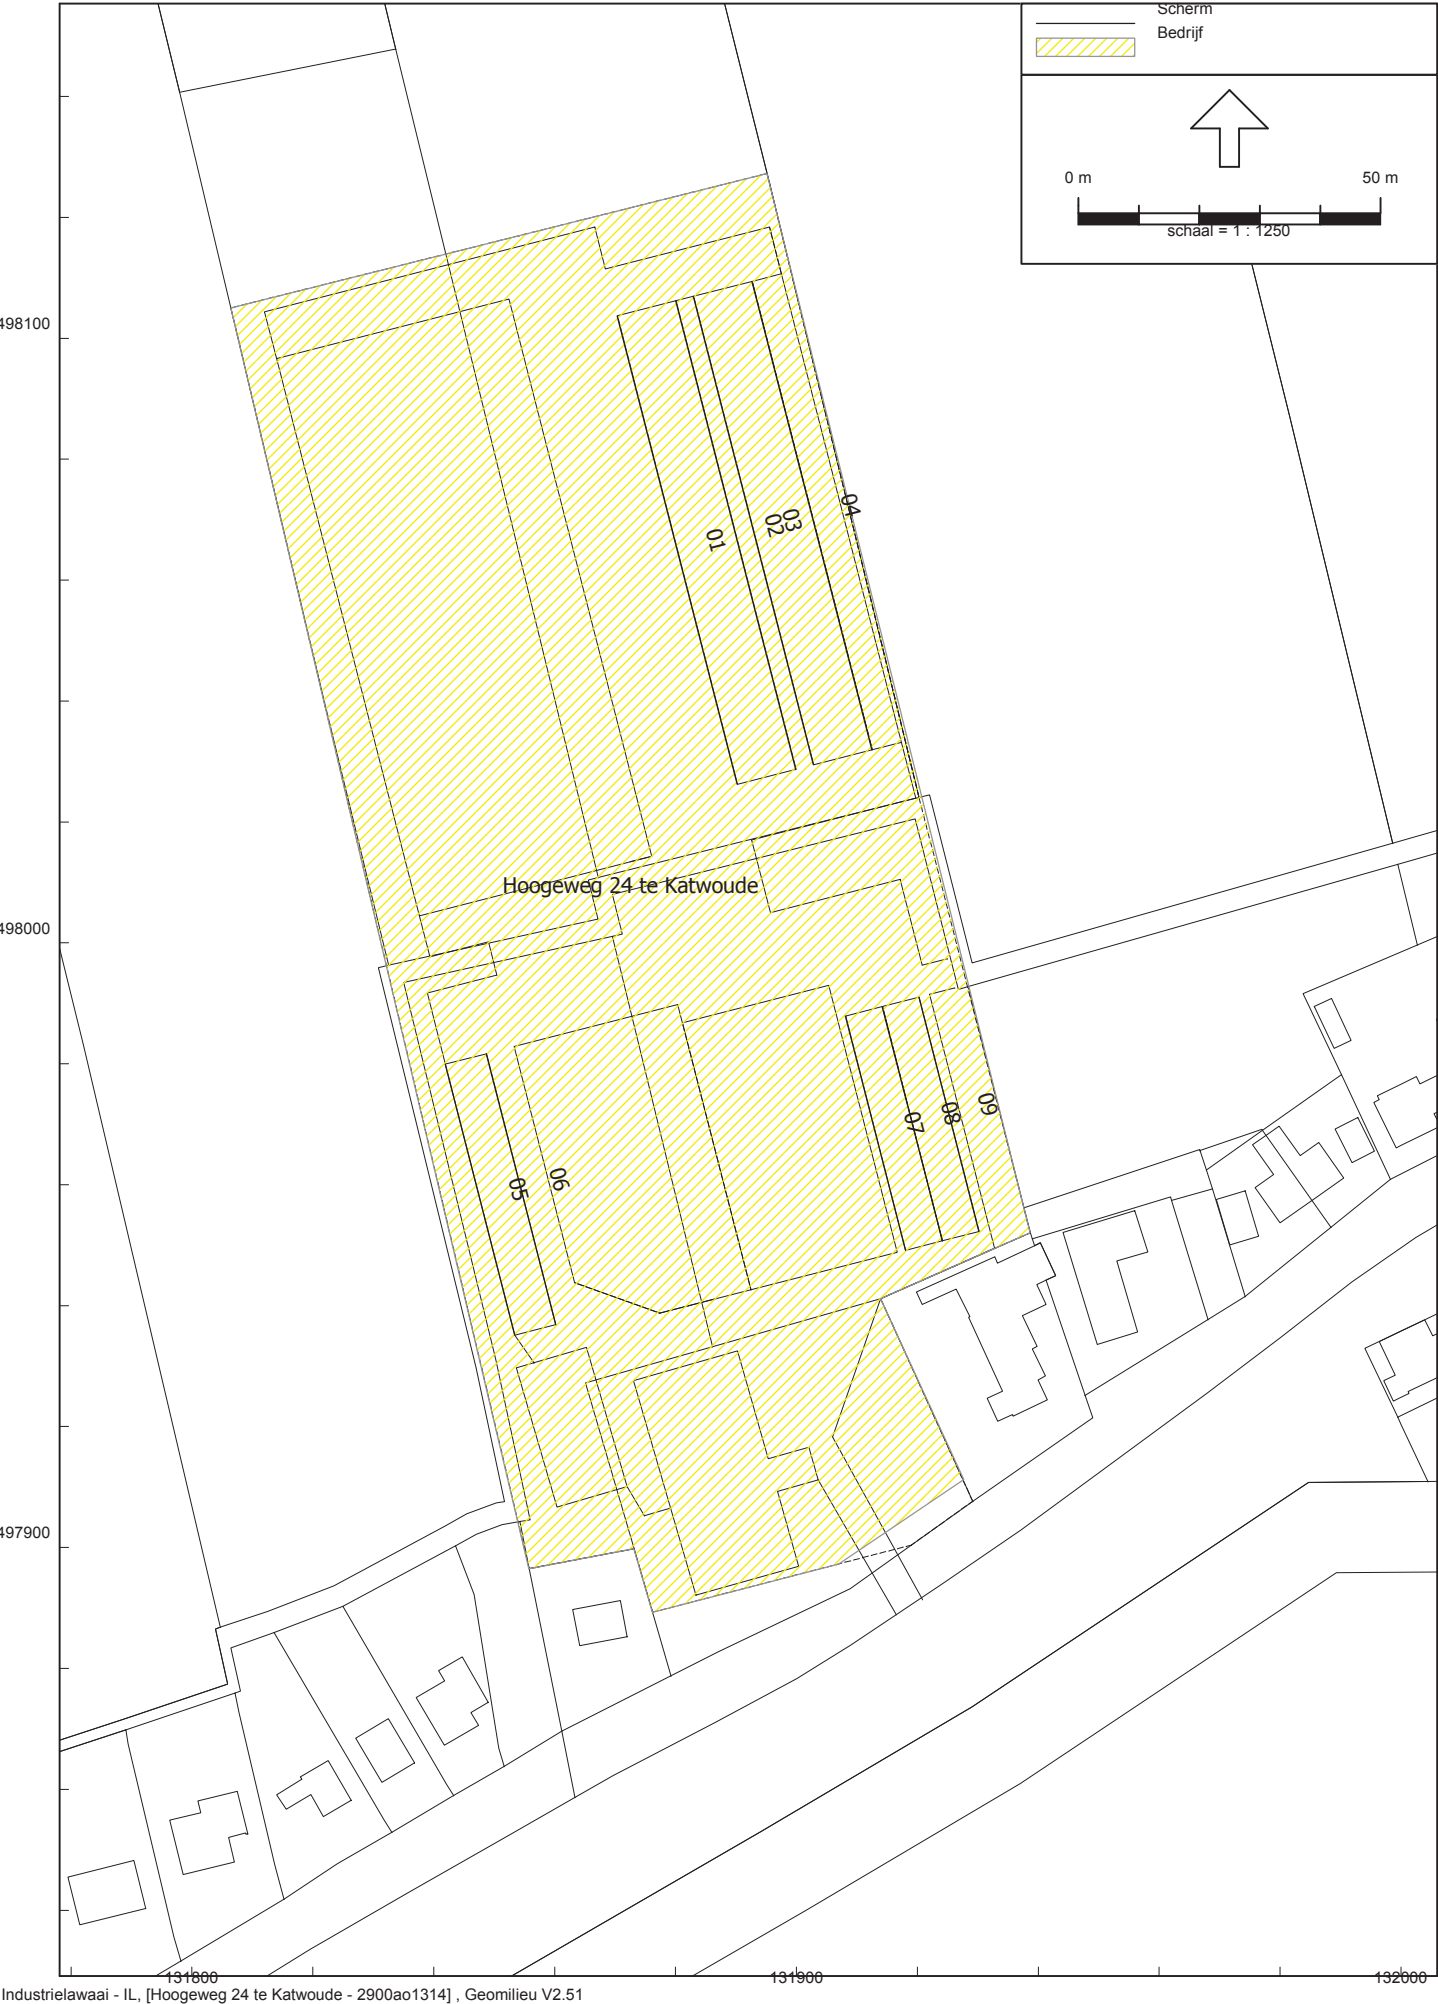 Scherm
Bedrijf
0 m 50 m
schaal = 1 : 1250
498100
04
03
02
01
Hoogeweg 24 te Katwoude
498000
09
08
07
06
05
497900
131800 131900 132000
Industrielawaai - IL, [Hoogeweg 24 te Katwoude - 2900ao1314] , Geomilieu V2.51